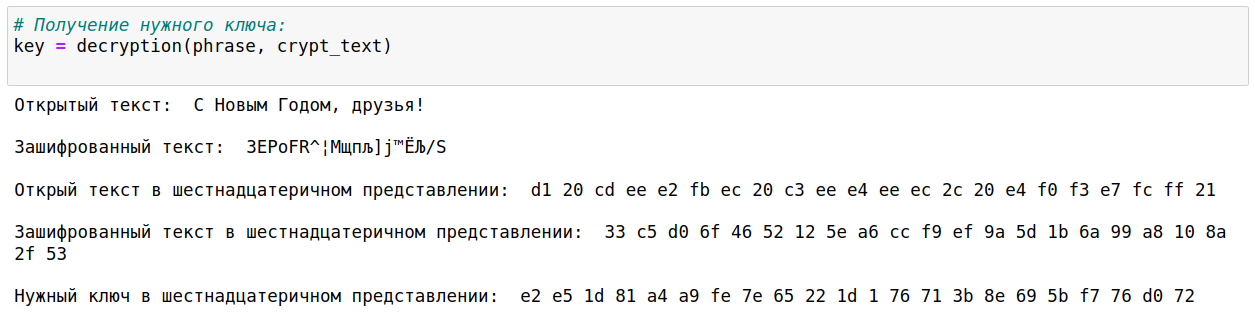 # Получение нужного ключа:
key = decryption(phrase, crypt_text)
Открытый текст:  С Новым Годом, друзья!
Зашифрованный текст:  3ЕРoFR^¦Мщпљ]j™ЁЉ/S
Открый текст в шестнадцатеричном представлении:  d1 20 cd ee e2 fb ec 20 c3 ee e4 ee ec 2c 20 e4 f0 f3 e7 fc ff 21
Зашифрованный текст в шестнадцатеричном представлении:  33 c5 d0 6f 46 52 12 5e a6 cc f9 ef 9a 5d 1b 6a 99 a8 10 8a
2f 53
Нужный ключ в шестнадцатеричном представлении:  e2 e5 1d 81 a4 a9 fe 7e 65 22 1d 1 76 71 3b 8e 69 5b f7 76 d0 72